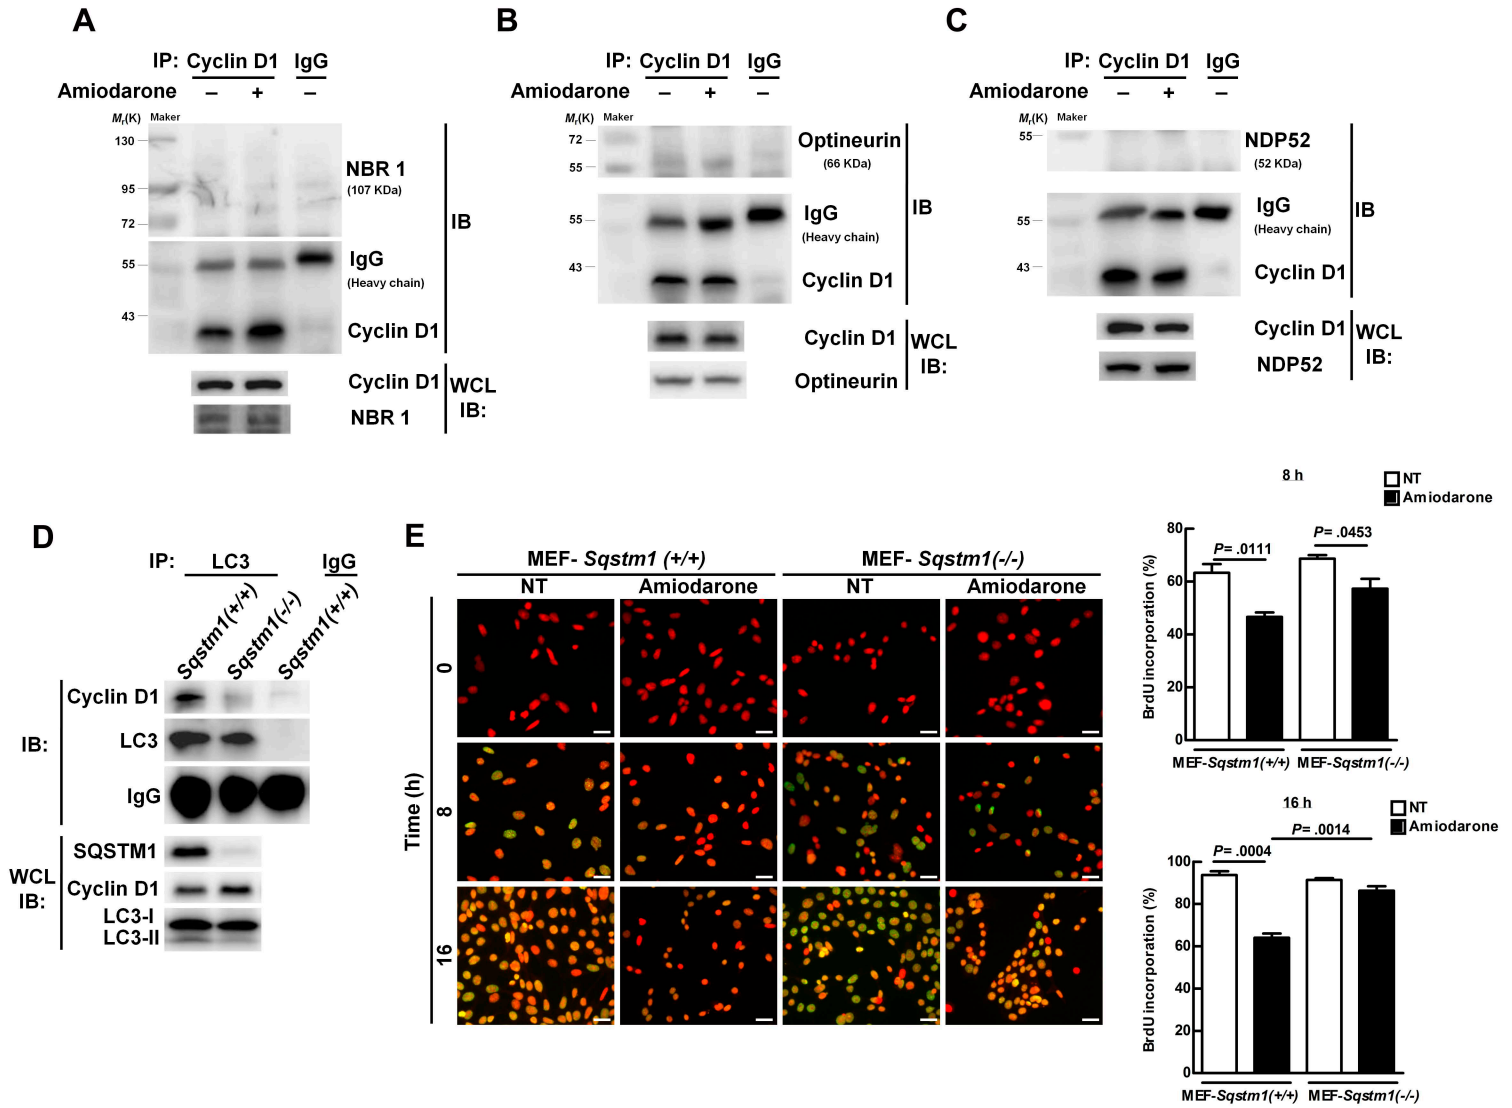 A
IP: Cyclin D1 IgG
Amiodarone – + –
Mr(K) Maker
130
95
72
55
43
NBR 1
(107 KDa)
IgG
(Heavy chain)
Cyclin D1
IB
Cyclin D1
NBR 1
WCL
IB:
B
IP: Cyclin D1 IgG
Amiodarone – + –
Mr(K) Maker
72
55
55
43
Optineurin
(66 KDa)
IgG
(Heavy chain)
Cyclin D1
IB
Cyclin D1
Optineurin
WCL
IB:
C
IP: Cyclin D1 IgG
Amiodarone – + –
Mr(K) Maker
55
55
43
NDP52
(52 KDa)
IgG
(Heavy chain)
Cyclin D1
IB
Cyclin D1
NDP52
WCL
IB:
D
IP: LC3 IgG
Sqstm1(+/+)
Sqstm1(-/-)
Sqstm1(+/+)
IB:
Cyclin D1
LC3
IgG
WCL
IB:
SQSTM1
Cyclin D1
LC3-I
LC3-II
E
MEF- Sqstm1 (+/+) MEF- Sqstm1(-/-)
NT Amiodarone NT Amiodarone
Time (h)
0
8
16
8 h
NT
Amiodarone
BrdU incorporation (%)
80
60
40
20
0
P= .0111
P= .0453
MEF-Sqstm1(+/+) MEF-Sqstm1(-/-)
16 h
NT
Amiodarone
BrdU incorporation (%)
100
80
60
40
20
0
P= .0004
P= .0014
MEF-Sqstm1(+/+) MEF-Sqstm1(-/-)